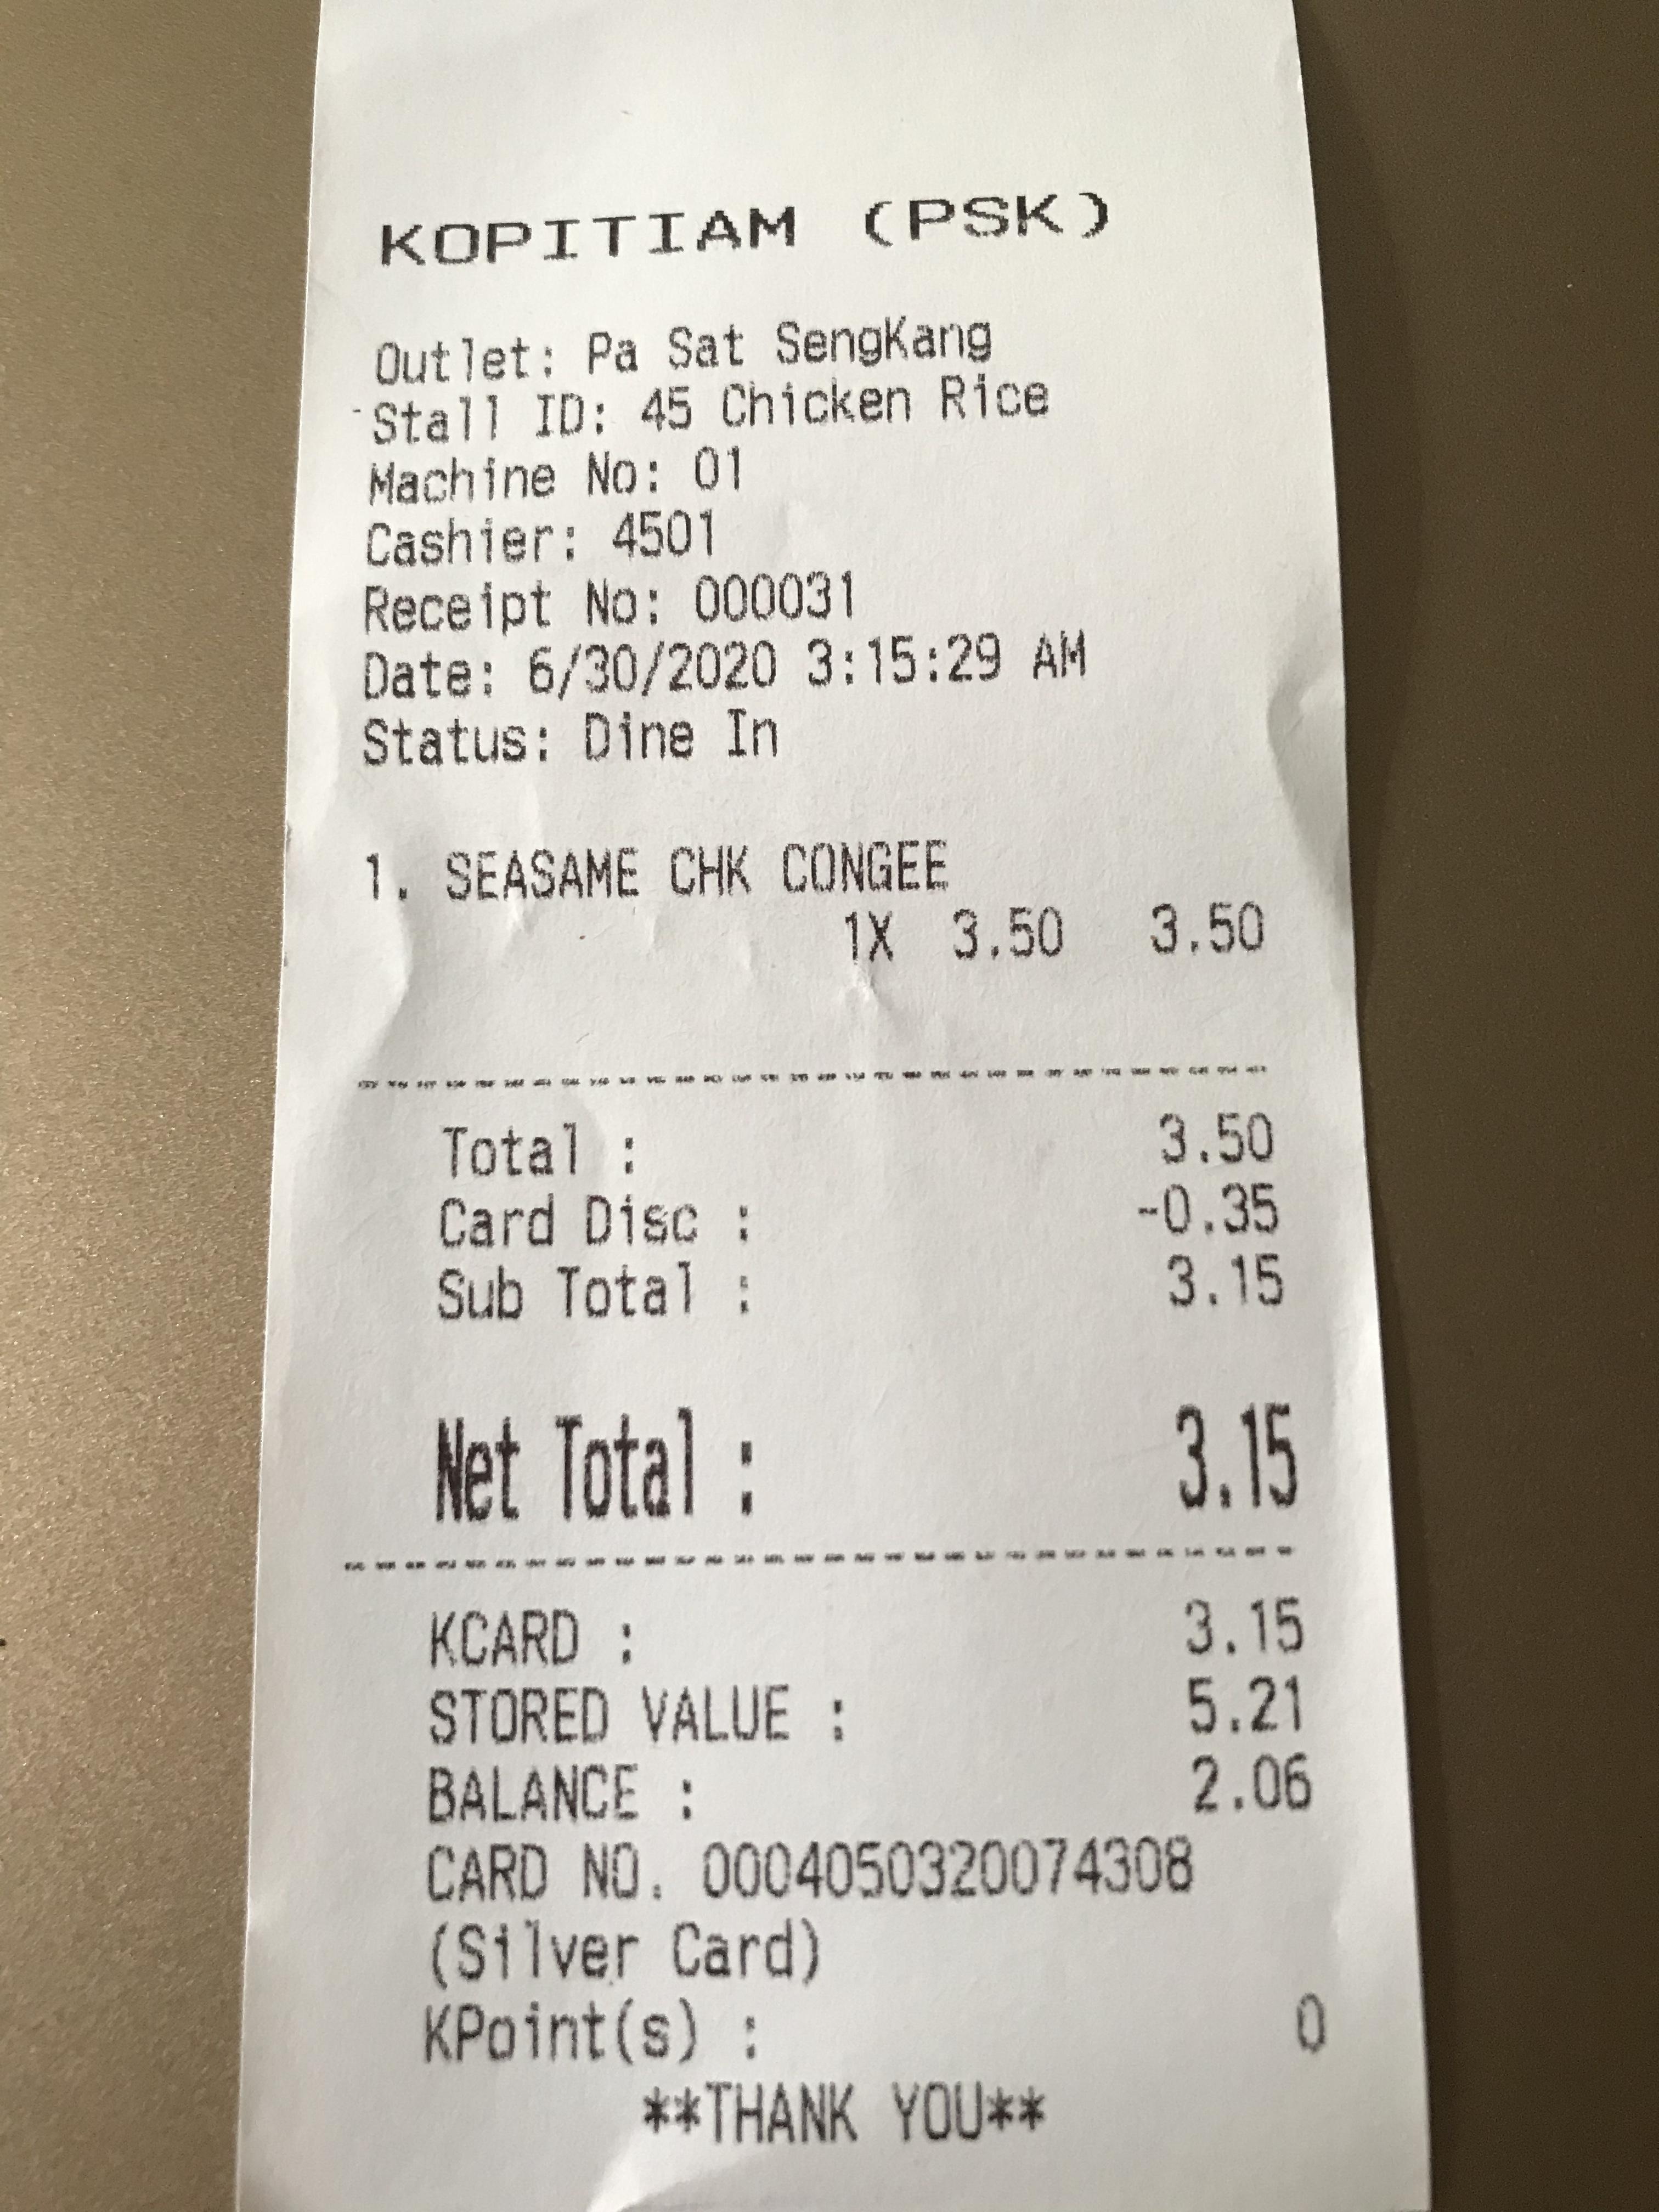 KOPITIAM (PSK)
Outlet: Pa Sat SengKang
Stall ID: 45 Chicken Rice
Machine No: 01
Cashier: 4501
Receipt No: 000031
Date: 6/30/2020 3:15:29 AM
Status: Dine In
1. SEASAME CHK CONGEE
1X 3.50 3.50
Total : 3.50
Card Disc : -0.35
Sub Total : 3.15
Net Total : 3.15
KCARD : 3.15
STORED VALUE : 5.21
BALANCE : 2.06
CARD NO. 0004050320074308
(Silver Card)
KPoint(s) : 0
**THANK YOU**